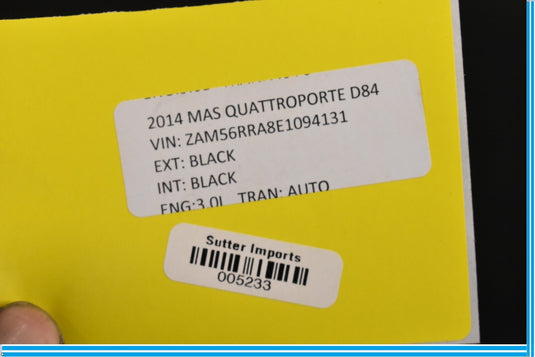 2014 MAS QUATTROPORTE D84
VIN: ZAM56RRA8E1094131
EXT: BLACK
INT: BLACK
ENG:3.0L TRAN: AUTO
Sutter Imports
005233